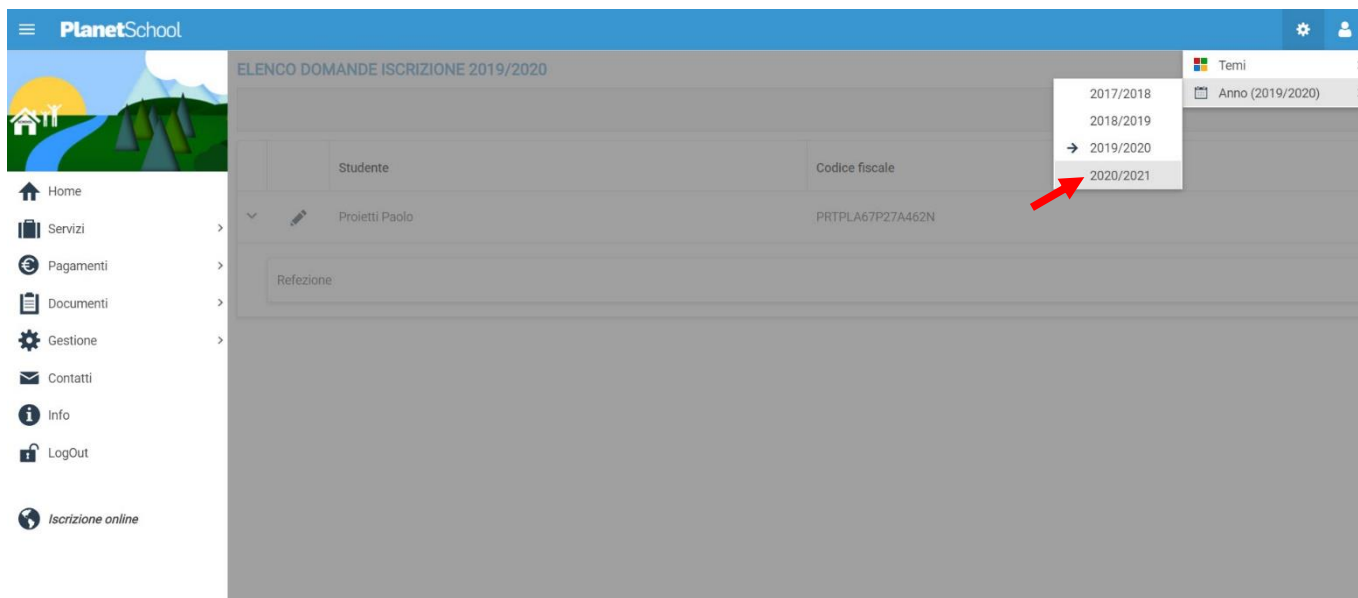 PlanetSchool
ELENCO DOMANDE ISCRIZIONE 2019/2020
Temi
Anno (2019/2020)
2017/2018
2018/2019
2019/2020
2020/2021
Studente Codice fiscale
Proietti Paolo PRTPLA67P27A462N
Refezione
Home
Servizi
Pagamenti
Documenti
Gestione
Contatti
Info
LogOut
Iscrizione online